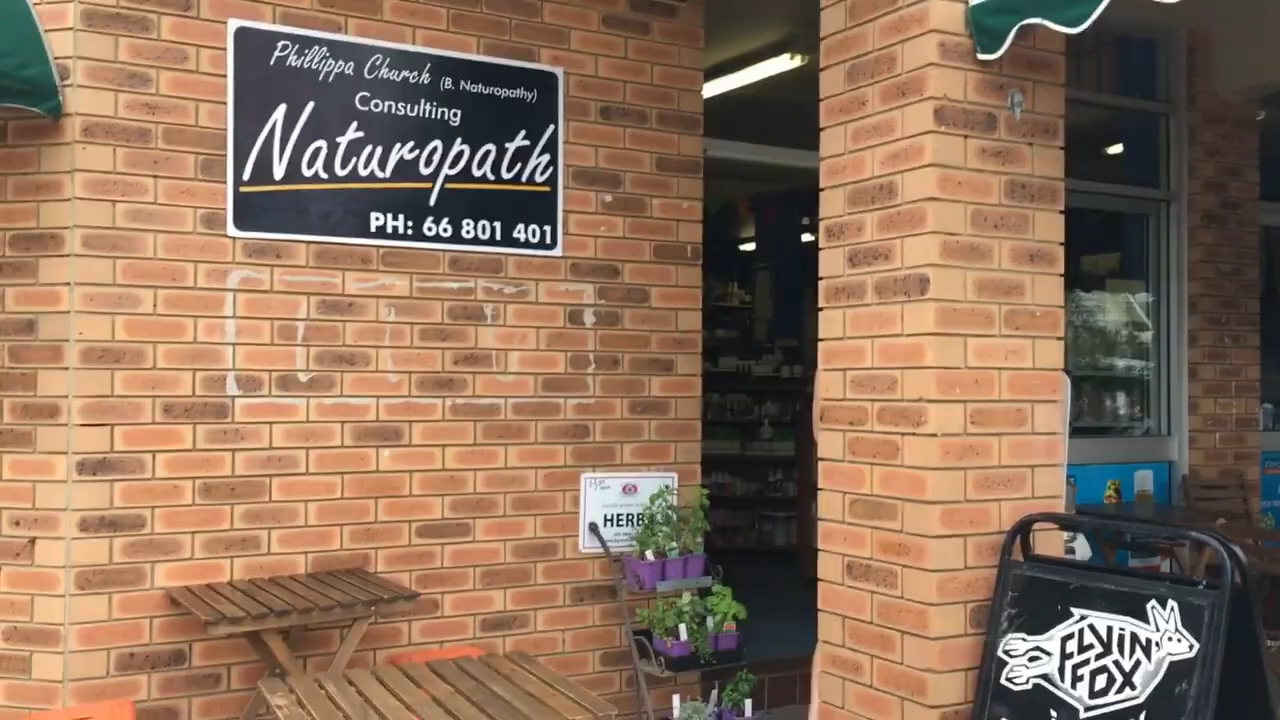 Phillippa Church (B. Naturopathy)
Consulting
Naturopath
PH: 66 801 401
HERB
FLYiN'
FOX